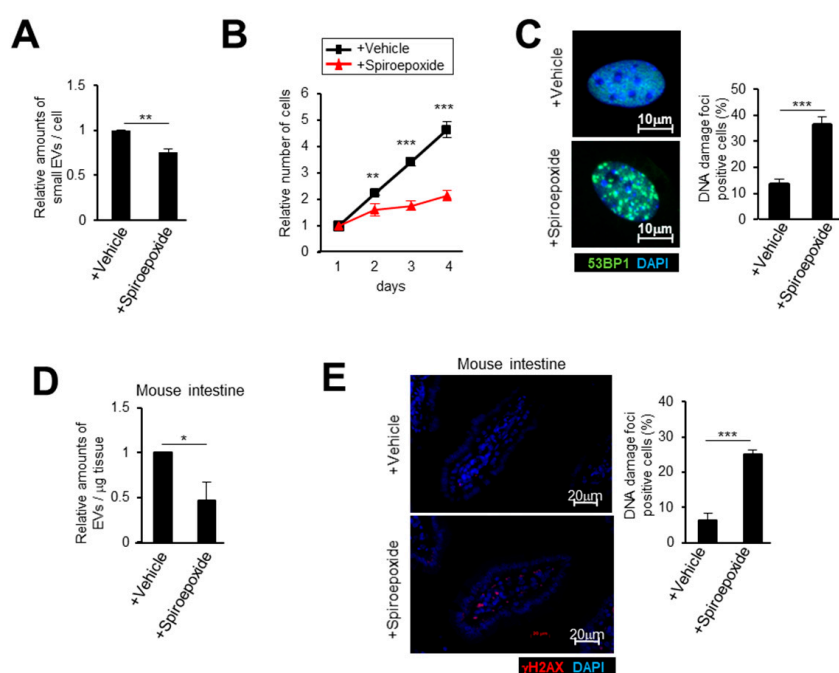 A
Relative amounts of
small EVs / cell
1.5
1
0.5
0
**
+Vehicle
+Spiroepoxide
B
+Vehicle
+Spiroepoxide
Relative number of cells
6
5
4
3
2
1
0
**
***
***
1 2 3 4
days
C
+Vehicle
10μm
+Spiroepoxide
10μm
53BP1 DAPI
DNA damage foci
positive cells (%)
50
40
30
20
10
0
***
+Vehicle
+Spiroepoxide
D
Mouse intestine
Relative amounts of
EVs / μg tissue
1.5
1
0.5
0
*
+Vehicle
+Spiroepoxide
E
Mouse intestine
+Vehicle
20μm
+Spiroepoxide
20μm
γH2AX DAPI
DNA damage foci
positive cells (%)
40
30
20
10
0
***
+Vehicle
+Spiroepoxide